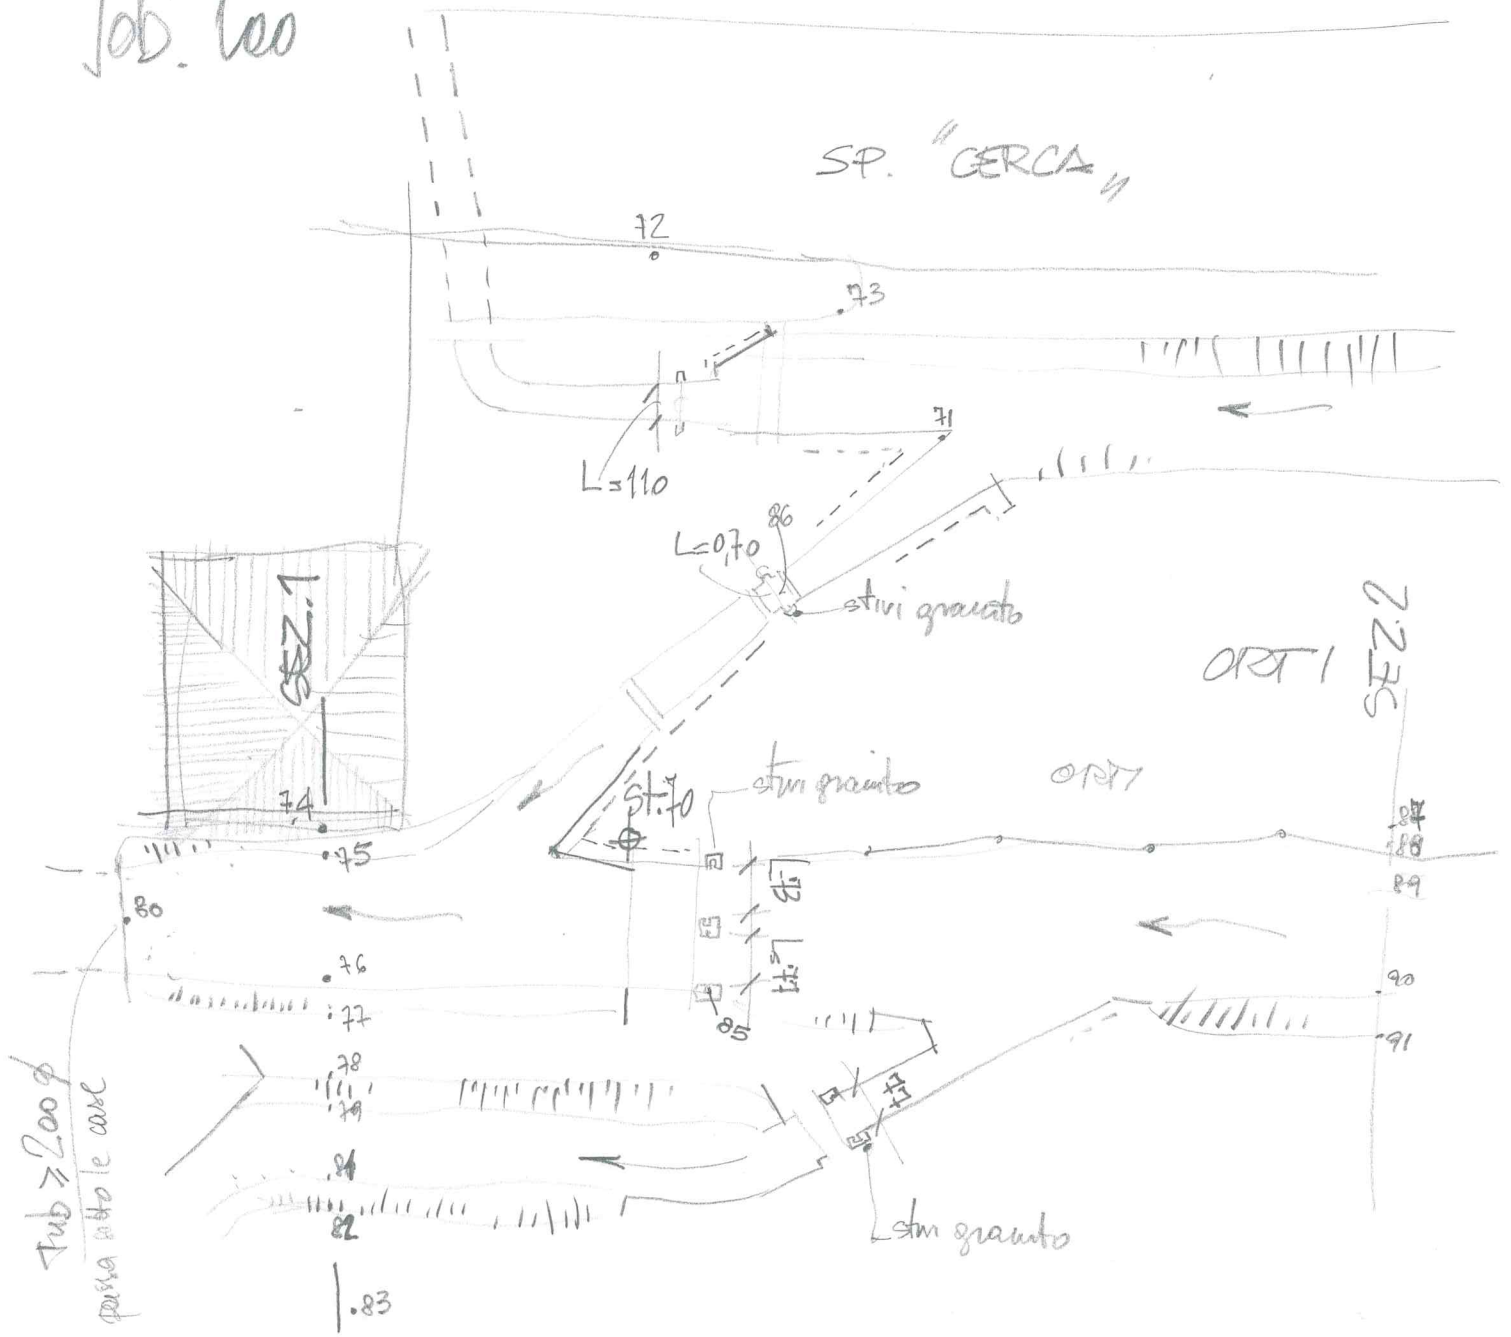 Job. 100
SP. "CERCA"
72
73
71
L=110
86
L=0,70
stivi granito
SEZ.1
SEZ.2
ORTI
ORTI
St.70
stivi granito
74
75
87
88
89
80
76
77
85
90
91
78
79
81
82
83
Tub ≥ 200 ϕ
passa sotto le case
stivi granito